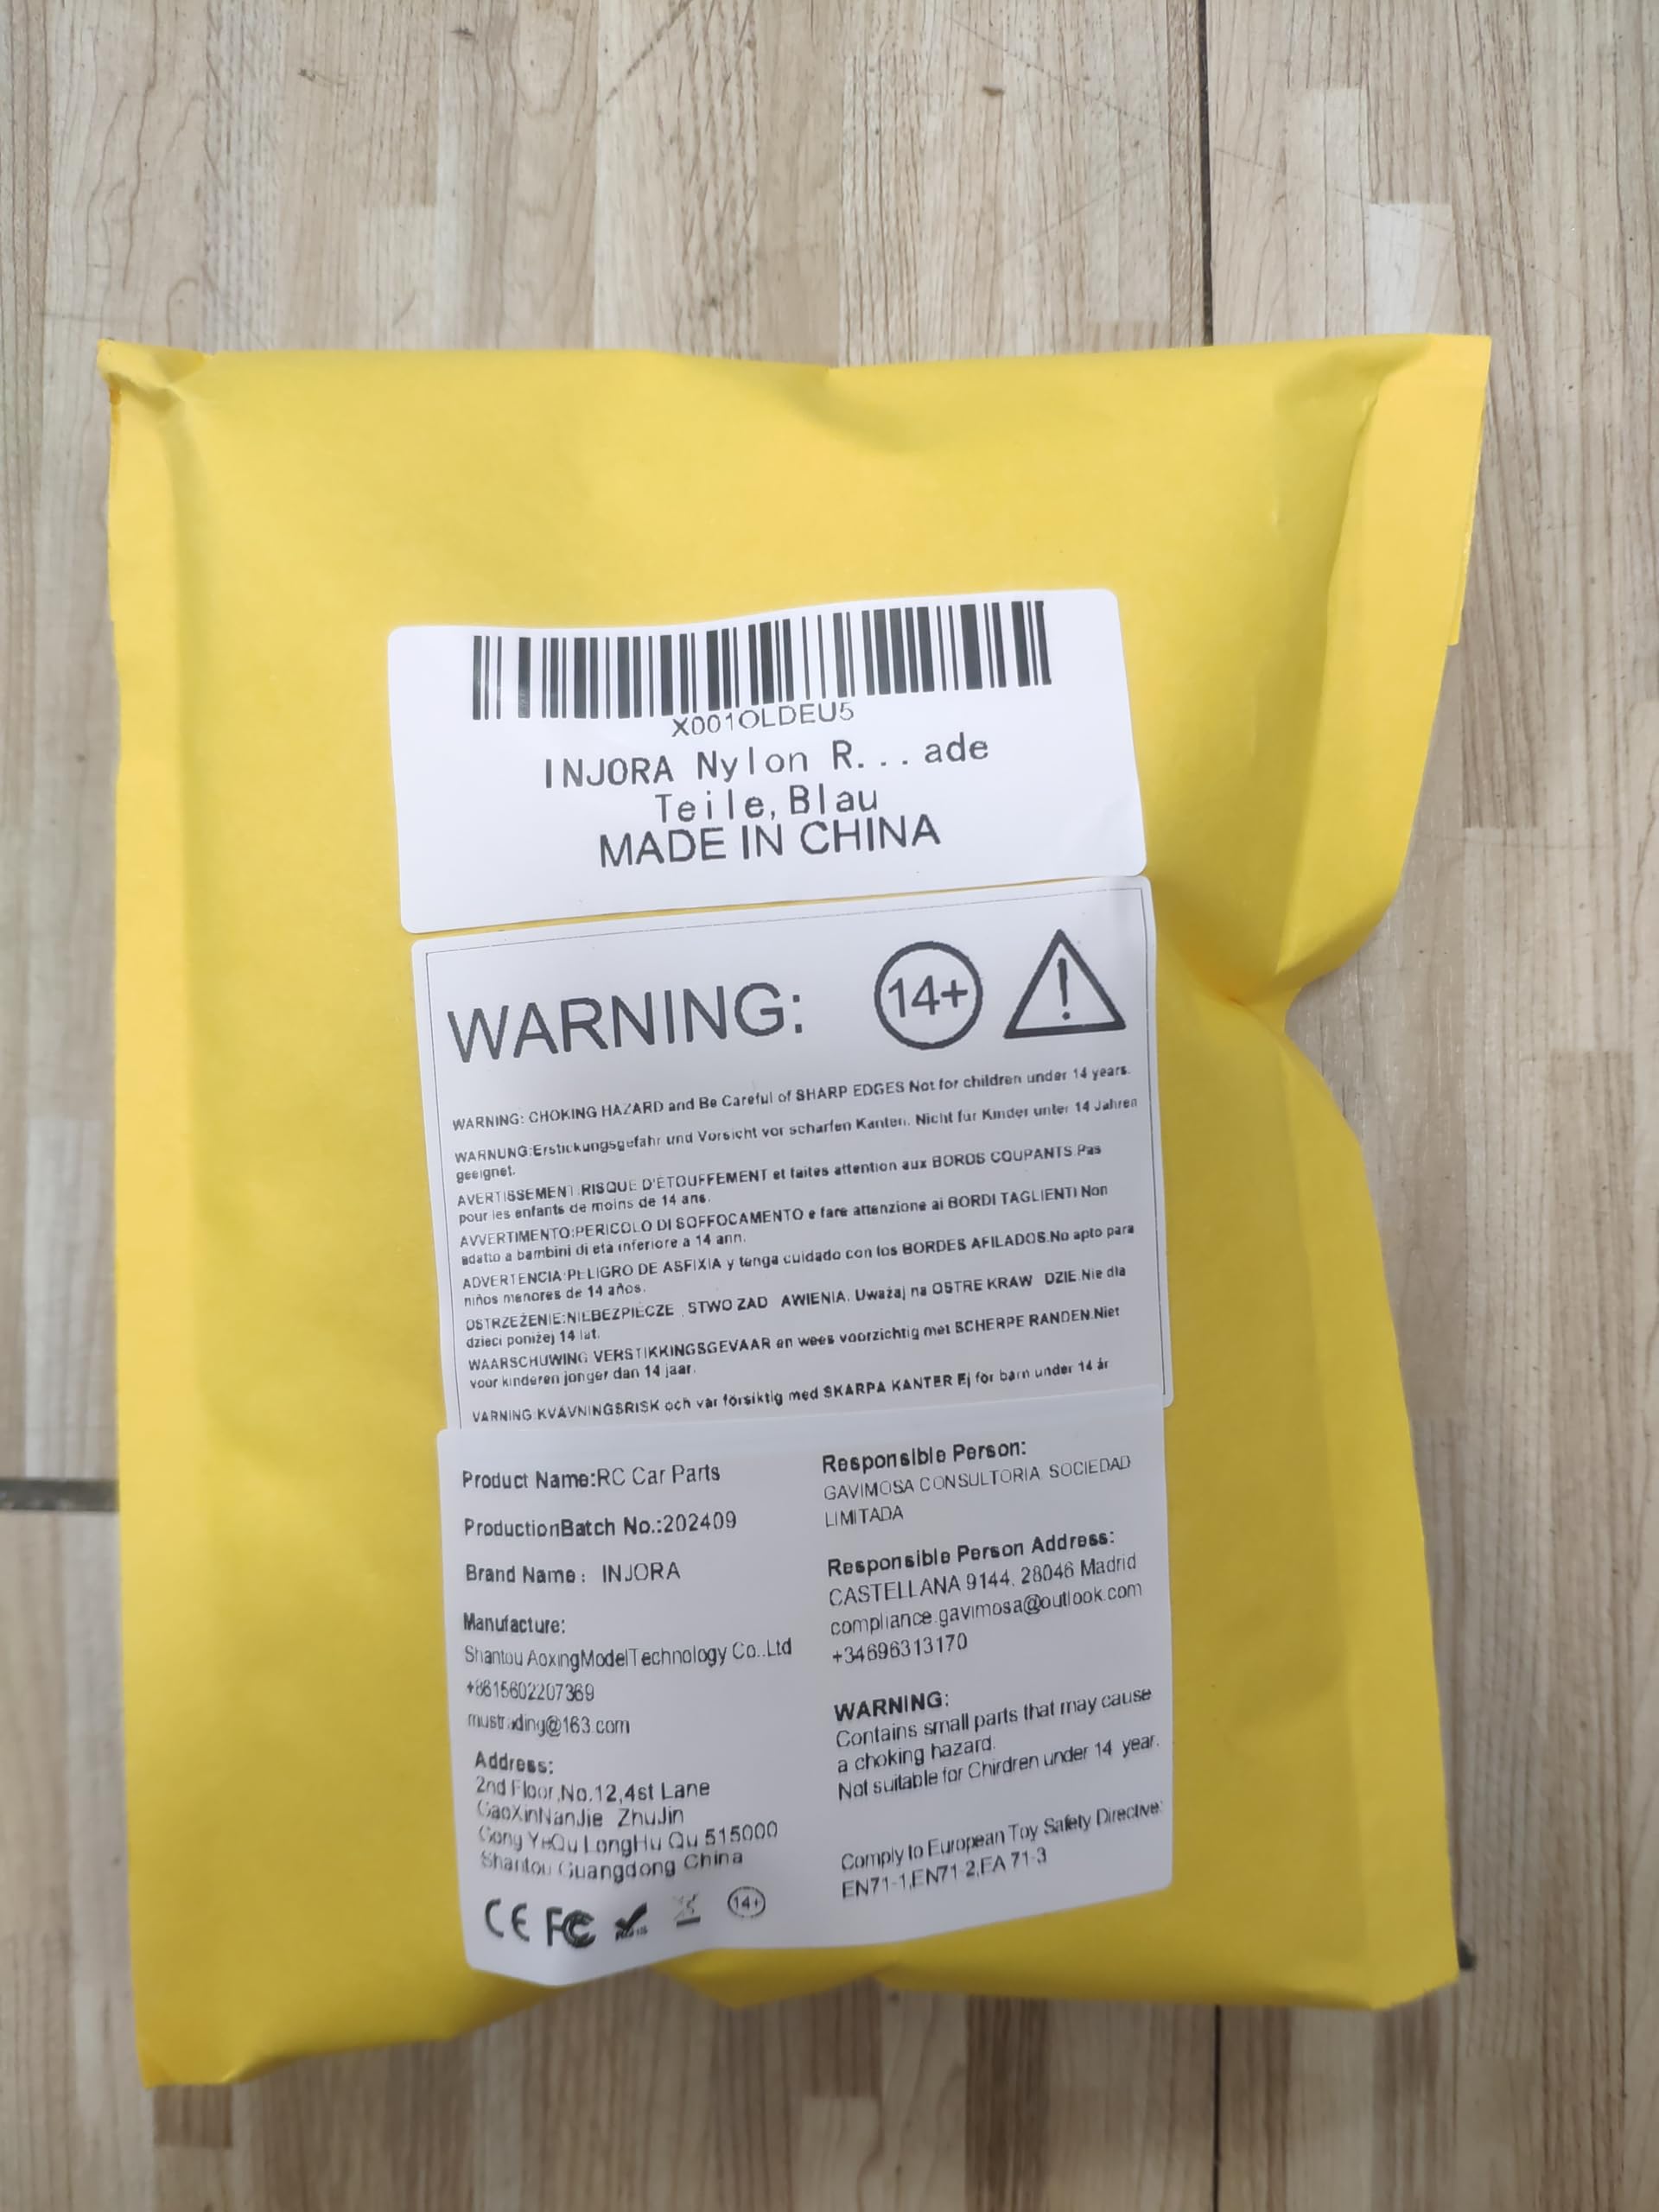 X001OLDEU5
INJORA Nylon R...ade
Teile,Blau
MADE IN CHINA
WARNING:
14+
!
WARNING: CHOKING HAZARD and Be Careful of SHARP EDGES Not for children under 14 years.
WARNUNG:Erstickungsgefahr und Vorsicht vor scharfen Kanten. Nicht für Kinder unter 14 Jahren
geeignet.
AVERTISSEMENT:RISQUE D'ÉTOUFFEMENT et faites attention aux BORDS COUPANTS.Pas
pour les enfants de moins de 14 ans.
AVVERTIMENTO:PERICOLO DI SOFFOCAMENTO e fare attenzione ai BORDI TAGLIENTI Non
adatto a bambini di età inferiore a 14 ann.
ADVERTENCIA:PELIGRO DE ASFIXIA y tenga cuidado con los BORDES AFILADOS.No apto para
niños menores de 14 años.
OSTRZEŻENIE:NIEBEZPIECZE STWO ZAD AWIENIA. Uważaj na OSTRE KRAW DZIE.Nie dla
dzieci poniżej 14 lat.
WAARSCHUWING VERSTIKKINGSGEVAAR en wees voorzichtig met SCHERPE RANDEN.Niet
voor kinderen jonger dan 14 jaar.
VARNING:KVÄVNINGSRISK och var försiktig med SKARPA KANTER Ej för barn under 14 år
Product Name:RC Car Parts
ProductionBatch No.:202409
Brand Name: INJORA
Manufacture:
Shantou AoxingModelTechnology Co..Ltd
+8615602207369
mustrading@163.com
Address:
2nd Floor,No.12,4st Lane
GaoXinNanJie ZhuJin
Gong YeQu LongHu Qu 515000
Shantou Guangdong China
CE FC RoHS 14+
Responsible Person:
GAVIMOSA CONSULTORIA SOCIEDAD
LIMITADA
Responsible Person Address:
CASTELLANA 9144, 28046 Madrid
compliance.gavimosa@outlook.com
+34696313170
WARNING:
Contains small parts that may cause
a choking hazard.
Not suitable for Chirdren under 14 year.
Comply to European Toy Safety Directive:
EN71-1,EN71-2,EA 71-3